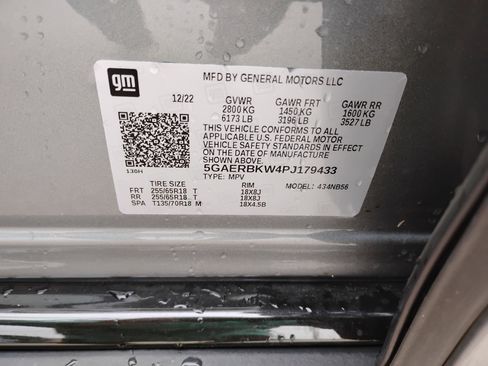 gm
MFD BY GENERAL MOTORS LLC
12/22 GVWR GAWR FRT GAWR RR
2800 KG 1450 KG 1600 KG
6173 LB 3196 LB 3527 LB
THIS VEHICLE CONFORMS TO ALL
APPLICABLE U.S. FEDERAL MOTOR
VEHICLE SAFETY STANDARDS IN EFFECT
ON THE DATE OF MANUFACTURE
SHOWN ABOVE.
130H 5GAERBKW4PJ179433
TYPE: MPV
TIRE SIZE RIM MODEL: 434NB56
FRT 255/65R18 T 18X8J
RR 255/65R18 T 18X8J
SPA T135/70R18 M 18X4.5B